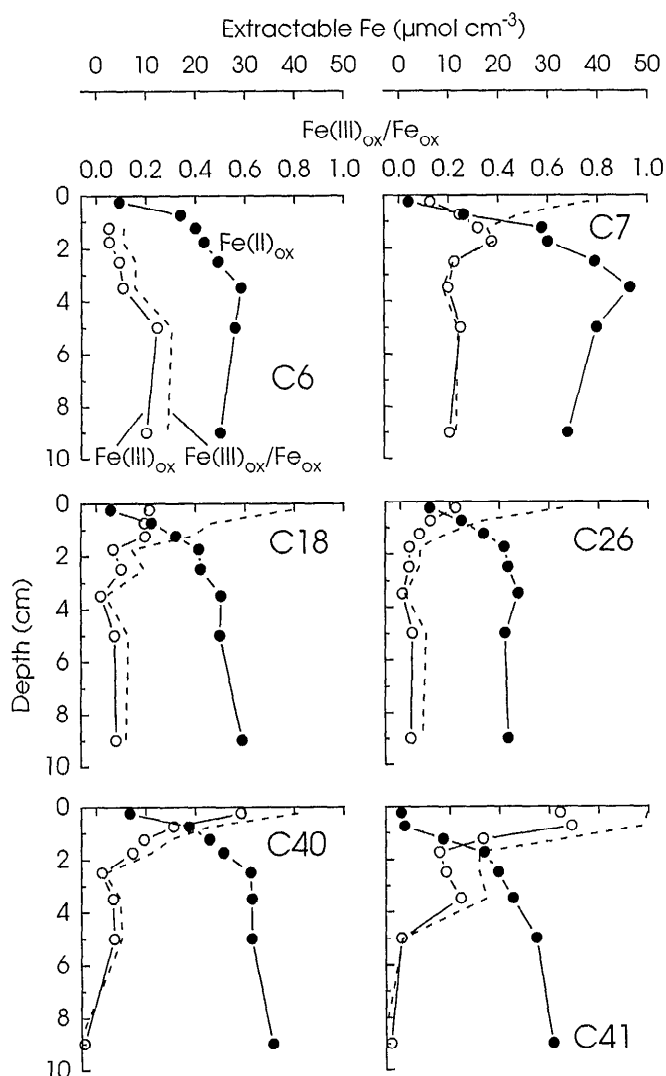 Extractable Fe (µmol cm-3)
0 10 20 30 40 50 0 10 20 30 40 50
Fe(III)ox/Feox
0.0 0.2 0.4 0.6 0.8 1.0 0.0 0.2 0.4 0.6 0.8 1.0
0
2
4
6
8
10
Fe(II)ox
C6
Fe(III)ox Fe(III)ox/Feox
C7
Depth (cm)
0
2
4
6
8
10
C18
C26
0
2
4
6
8
10
C40
C41